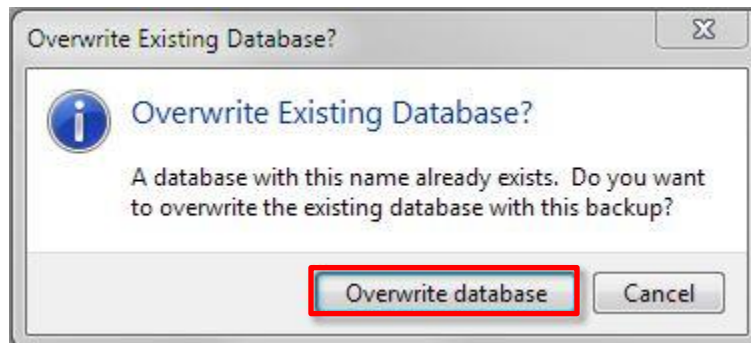 Overwrite Existing Database?
Overwrite Existing Database?
A database with this name already exists.  Do you want
to overwrite the existing database with this backup?
Overwrite database
Cancel